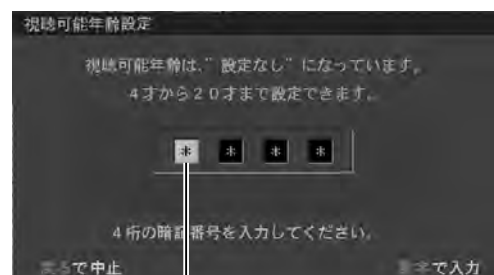 視聴可能年齢設定
視聴可能年齢は、”設定なし”になっています。
4才から20才まで設定できます。
* * * *
4桁の暗証番号を入力してください。
で中止 で入力